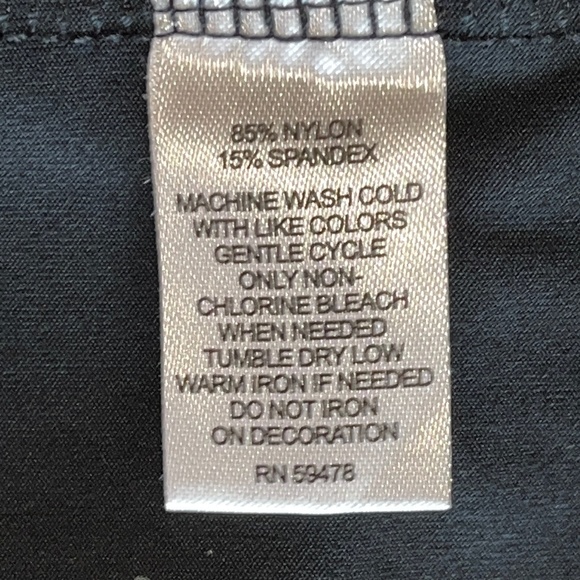 85% NYLON
15% SPANDEX
MACHINE WASH COLD
WITH LIKE COLORS
GENTLE CYCLE
ONLY NON-
CHLORINE BLEACH
WHEN NEEDED
TUMBLE DRY LOW
WARM IRON IF NEEDED
DO NOT IRON
ON DECORATION
RN 59478